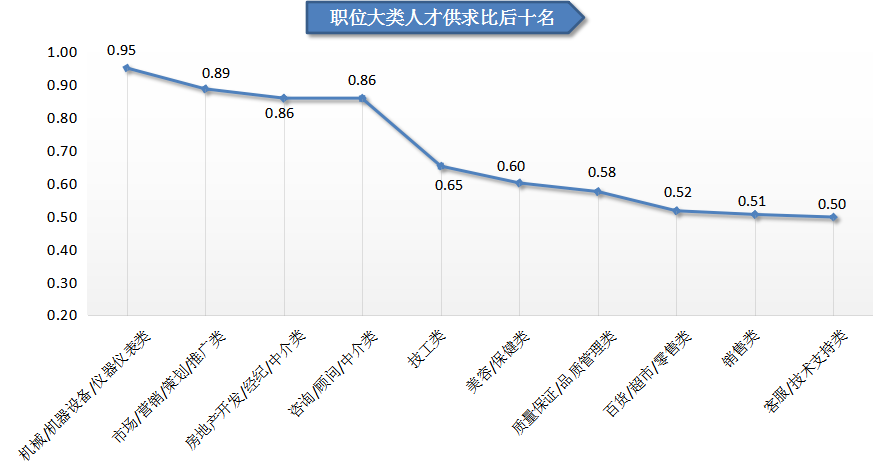 职位大类人才供求比后十名
1.00
0.90
0.80
0.70
0.60
0.50
0.40
0.30
0.20
0.95
0.89
0.86
0.86
0.65
0.60
0.58
0.52
0.51
0.50
机械/机器设备/仪器仪表类
市场/营销/策划/推广类
房地产开发/经纪/中介类
咨询/顾问/中介类
技工类
美容/保健类
质量保证/品质管理类
百货/超市/零售类
销售类
客服/技术支持类